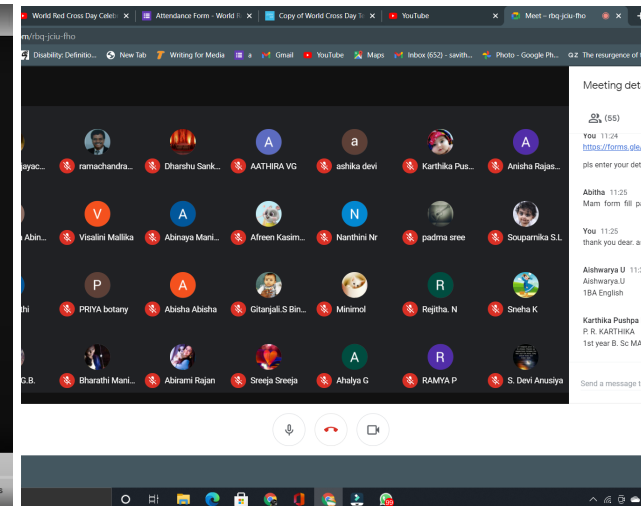 World Red Cross Day Celeb
Attendance Form - World R
Copy of World Cross Day T
YouTube
Meet – rbq-jciu-fho
m/rbq-jciu-fho
Disability: Definitio...
New Tab
Writing for Media
a
Gmail
YouTube
Maps
Inbox (652) - savith...
Photo - Google Ph...
The resurgence of
Meeting deta
(55)
You 11:24
https://forms.gle/
pls enter your det
Abitha 11:25
Mam form fill pa
You 11:25
thank you dear. a
Aishwarya U 11:
Aishwarya.U
1BA English
Karthika Pushpa
P. R. KARTHIKA
1st year B. Sc MA
Send a message t
jayac...
ramachandra...
Dharshu Sank...
A
AATHIRA VG
a
ashika devi
Karthika Pus...
A
Anisha Rajas...
Abin...
V
Visalini Mallika
A
Abinaya Mani...
Afreen Kasim...
N
Nanthini Nr
padma sree
Souparnika S.L
thi
P
PRIYA botany
A
Abisha Abisha
Gitanjali.S Bin...
Minimol
R
Rejitha. N
Sneha K
G.B.
Bharathi Mani...
Abirami Rajan
Sreeja Sreeja
A
Ahalya G
R
RAMYA P
S. Devi Anusiya
99